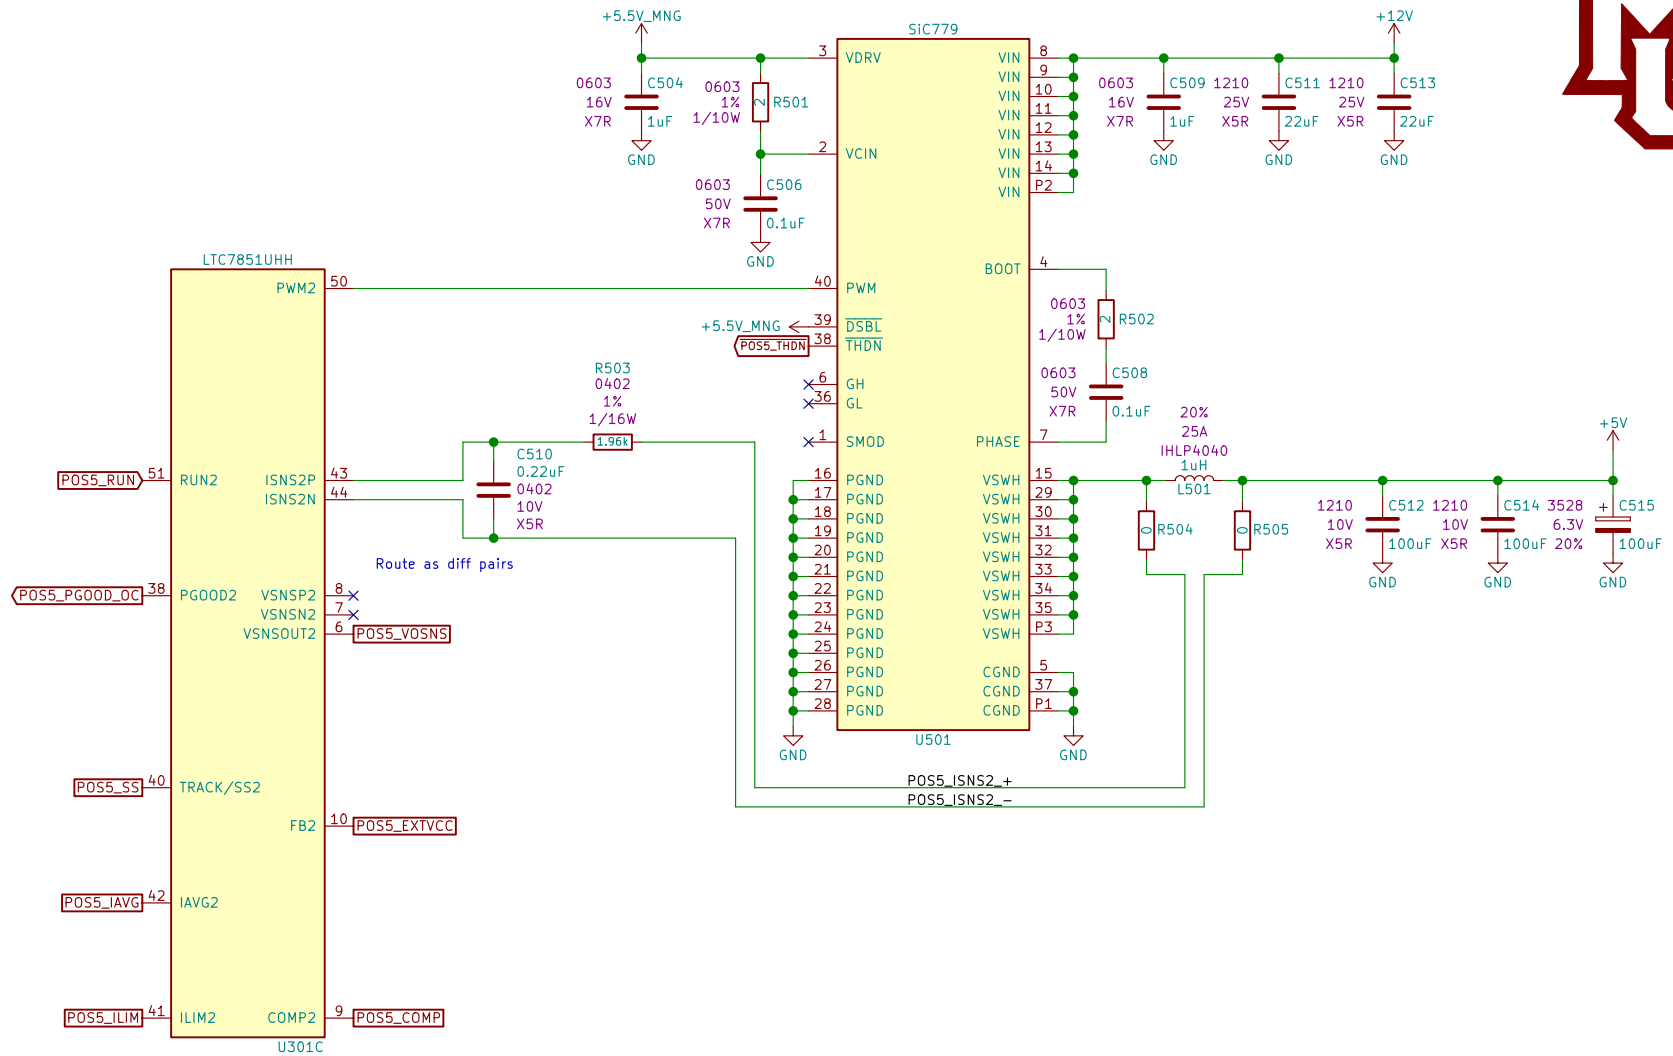 +5.5V_MNG
+12V
SiC779
3 VDRV
VIN 8
VIN 9
VIN 10
VIN 11
VIN 12
VIN 13
VIN 14
VIN P2
0603
16V
X7R
C504
1uF
GND
0603
1%
1/10W
2
R501
2 VCIN
0603
50V
X7R
C506
0.1uF
GND
0603
16V
X7R
C509
1uF
GND
1210
25V
X5R
C511
22uF
GND
1210
25V
X5R
C513
22uF
GND
LTC7851UHH
PWM2 50
40 PWM
BOOT 4
+5.5V_MNG
39 DSBL
POS5_THDN
38 THDN
6 GH
36 GL
1 SMOD
0603
1%
1/10W
2
R502
0603
50V
X7R
C508
0.1uF
PHASE 7
R503
0402
1%
1/16W
1.96k
C510
0.22uF
0402
10V
X5R
Route as diff pairs
20%
25A
IHLP4040
1uH
L501
+5V
POS5_RUN
51 RUN2
ISNS2P 43
ISNS2N 44
16 PGND
17 PGND
18 PGND
19 PGND
20 PGND
21 PGND
22 PGND
23 PGND
24 PGND
25 PGND
26 PGND
27 PGND
28 PGND
GND
VSWH 15
VSWH 29
VSWH 30
VSWH 31
VSWH 32
VSWH 33
VSWH 34
VSWH 35
VSWH P3
CGND 5
CGND 37
CGND P1
GND
U501
0
R504
0
R505
1210
10V
X5R
C512
100uF
GND
1210
10V
X5R
C514
100uF
GND
3528
6.3V
20%
+
C515
100uF
GND
POS5_PGOOD_OC
38 PGOOD2
VSNSP2 8
VSNSN2 7
VSNSOUT2 6
POS5_VOSNS
POS5_ISNS2_+
POS5_ISNS2_-
POS5_SS
40 TRACK/SS2
FB2 10
POS5_EXTVCC
POS5_IAVG
42 IAVG2
POS5_ILIM
41 ILIM2
COMP2 9
POS5_COMP
U301C